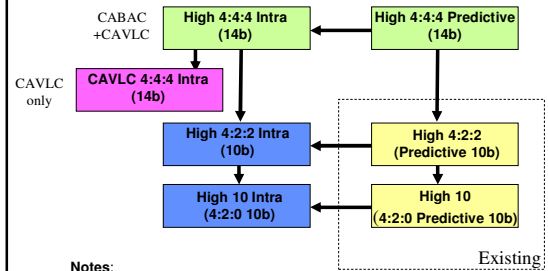 CABAC
+CAVLC
High 4:4:4 Intra
(14b)
High 4:4:4 Predictive
(14b)
CAVLC
only
CAVLC 4:4:4 Intra
(14b)
High 4:2:2 Intra
(10b)
High 4:2:2
(Predictive 10b)
High 10 Intra
(4:2:0 10b)
High 10
(4:2:0 Predictive 10b)
Existing
Notes: